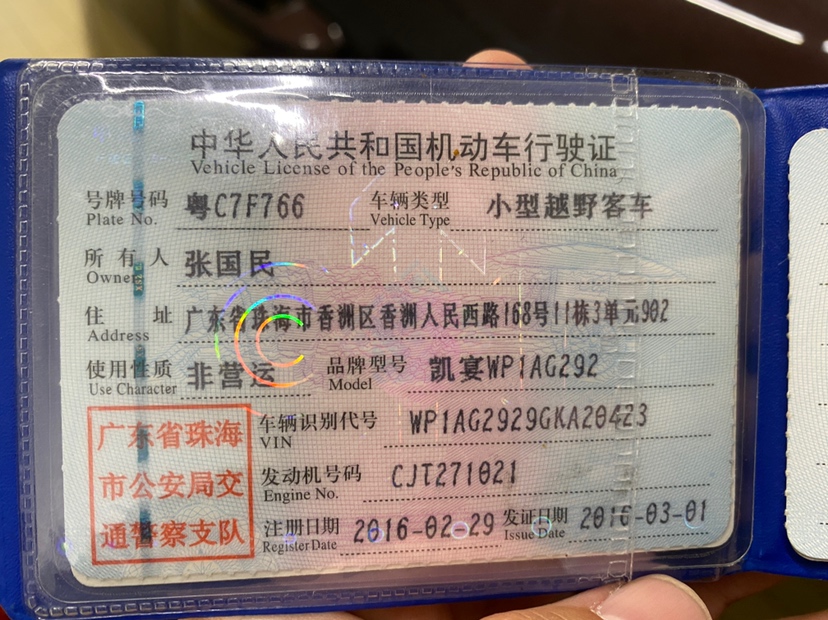 中华人民共和国机动车行驶证
Vehicle License of the People's Republic of China
号牌号码 粤C7F766 车辆类型 小型越野客车
Plate No. Vehicle Type
所有人 张国民
Owner
住址 广东省珠海市香洲区香洲人民西路168号11栋3单元902
Address
使用性质 非营运 品牌型号 凯宴WP1AG292
Use Character Model
广东省珠海
市公安局交
通警察支队
车辆识别代号 WP1AG2929GKA20423
VIN
发动机号码 CJT271021
Engine No.
注册日期 2016-02-29 发证日期 2016-03-01
Register Date Issue Date